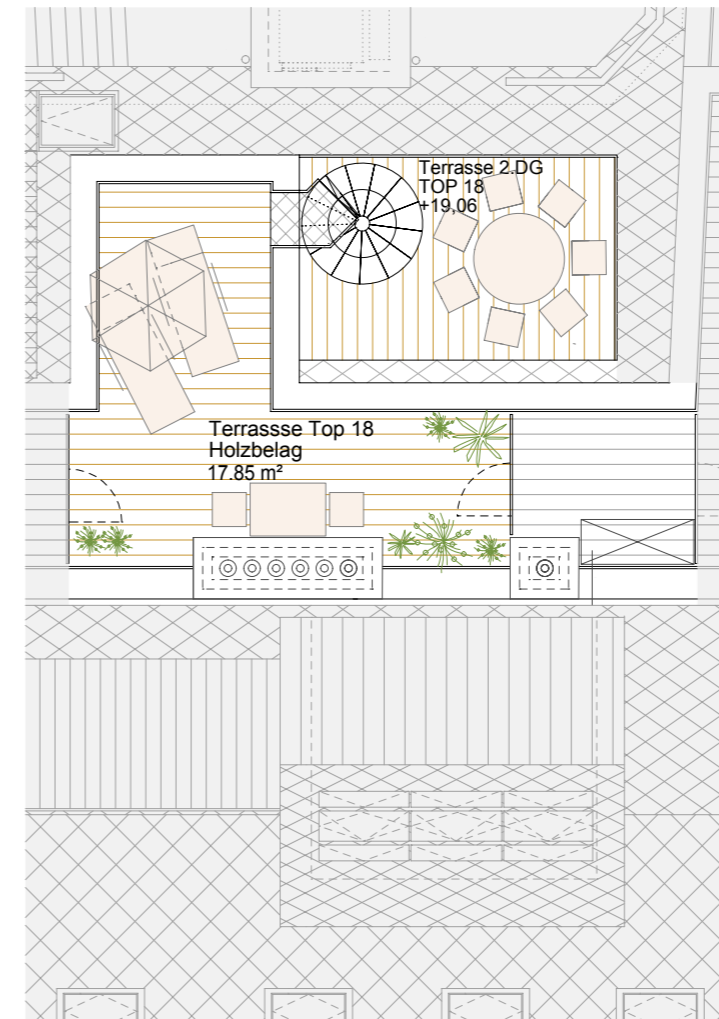 Terrasse 2.DG
TOP 18
+19,06
Terrassse Top 18
Holzbelag
17.85 m²